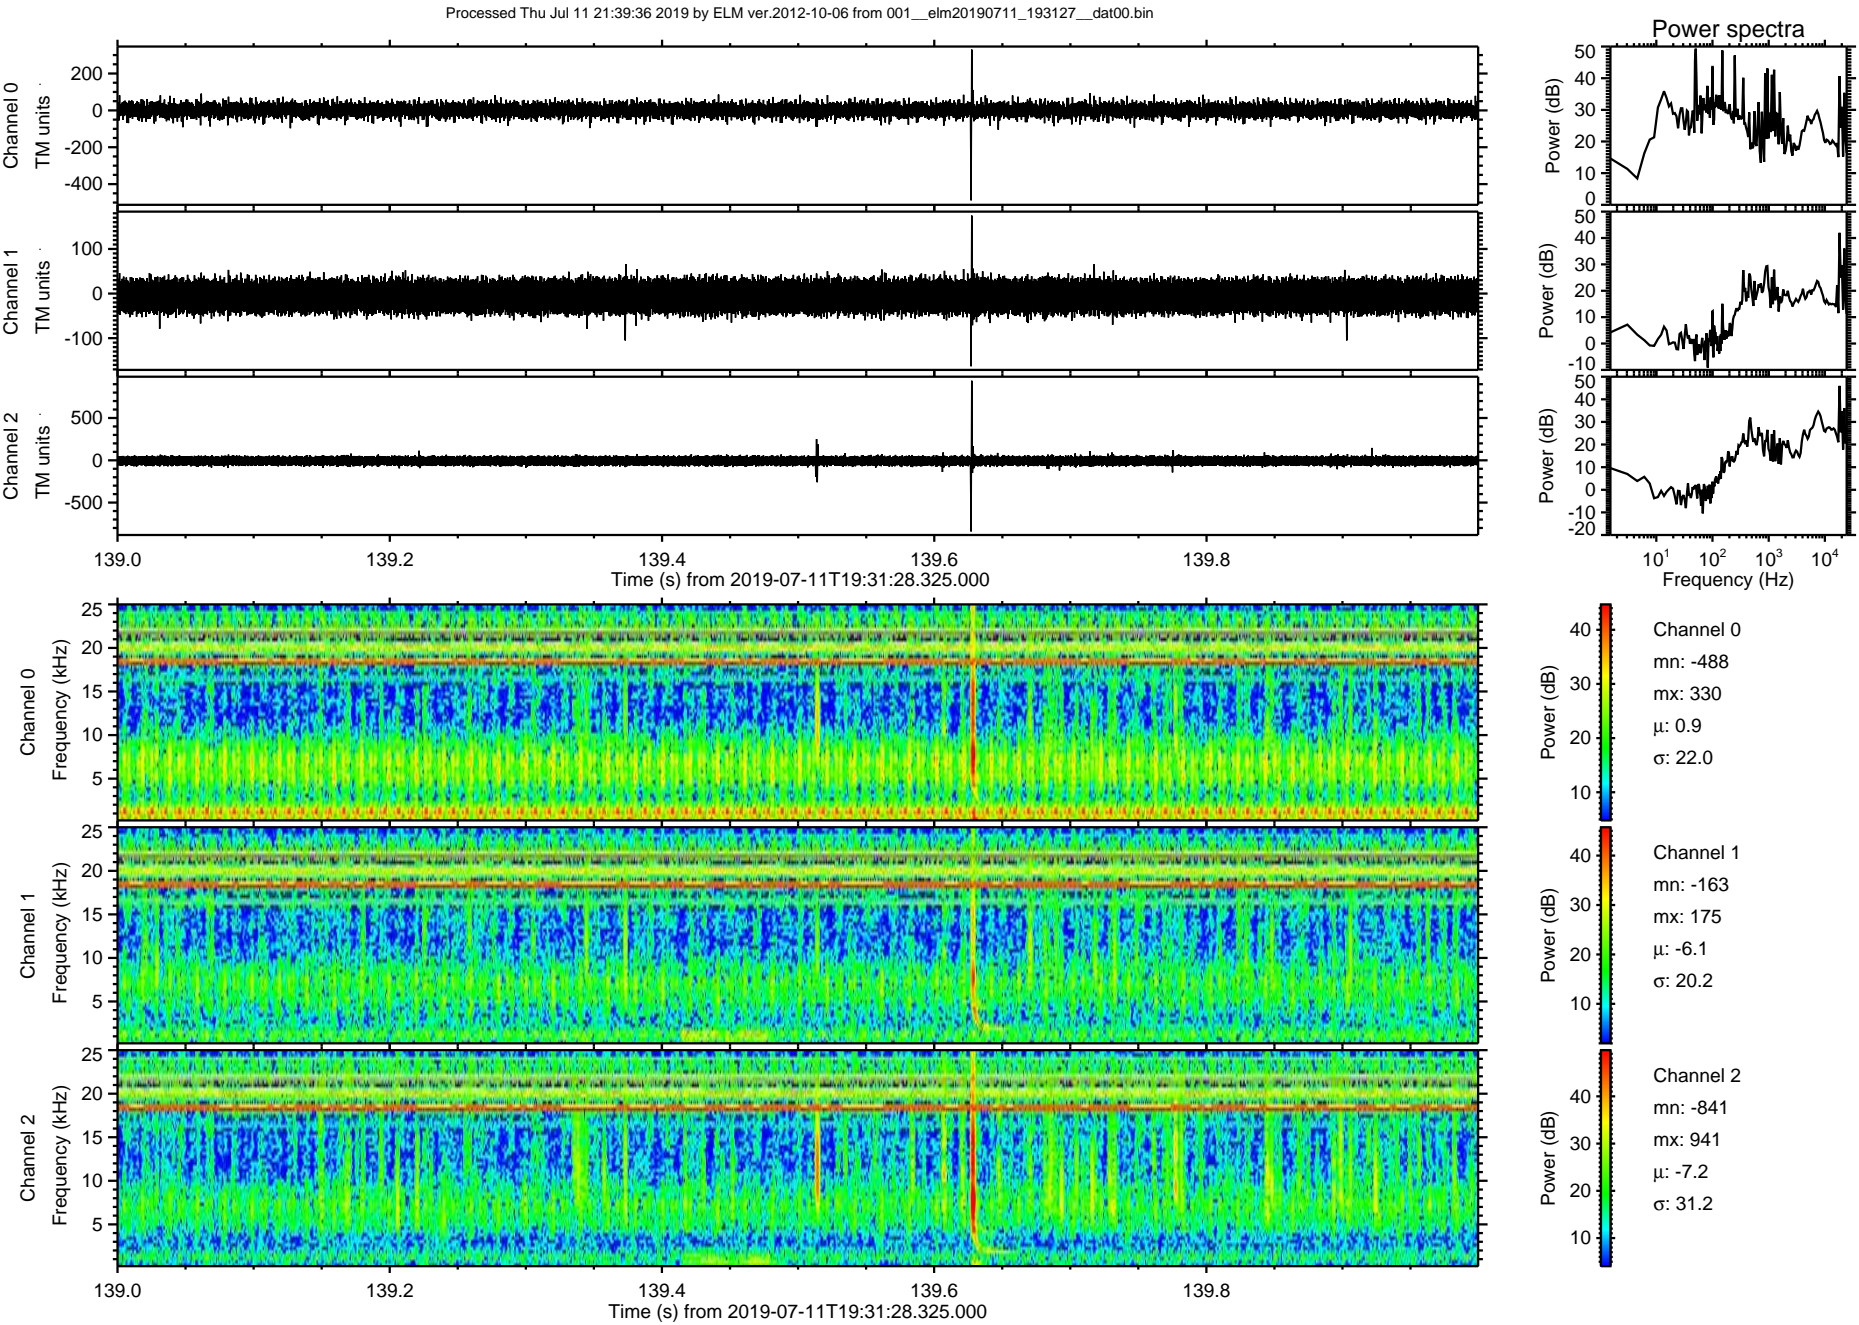 Processed Thu Jul 11 21:39:36 2019 by ELM ver.2012-10-06 from 001__elm20190711_193127__dat00.bin
Power spectra
Channel 0
TM units
200
0
-200
-400
Power (dB)
50
40
30
20
10
0
Channel 1
TM units
100
0
-100
Power (dB)
50
40
30
20
10
0
-10
Channel 2
TM units
500
0
-500
Power (dB)
50
40
30
20
10
0
-10
-20
139.0 139.2 139.4 139.6 139.8
Time (s) from 2019-07-11T19:31:28.325.000
10^1 10^2 10^3 10^4
Frequency (Hz)
Channel 0
Frequency (kHz)
25
20
15
10
5
Power (dB)
40
30
20
10
Channel 0
mn: -488
mx: 330
μ: 0.9
σ: 22.0
Channel 1
Frequency (kHz)
25
20
15
10
5
Power (dB)
40
30
20
10
Channel 1
mn: -163
mx: 175
μ: -6.1
σ: 20.2
Channel 2
Frequency (kHz)
25
20
15
10
5
Power (dB)
40
30
20
10
Channel 2
mn: -841
mx: 941
μ: -7.2
σ: 31.2
139.0 139.2 139.4 139.6 139.8
Time (s) from 2019-07-11T19:31:28.325.000